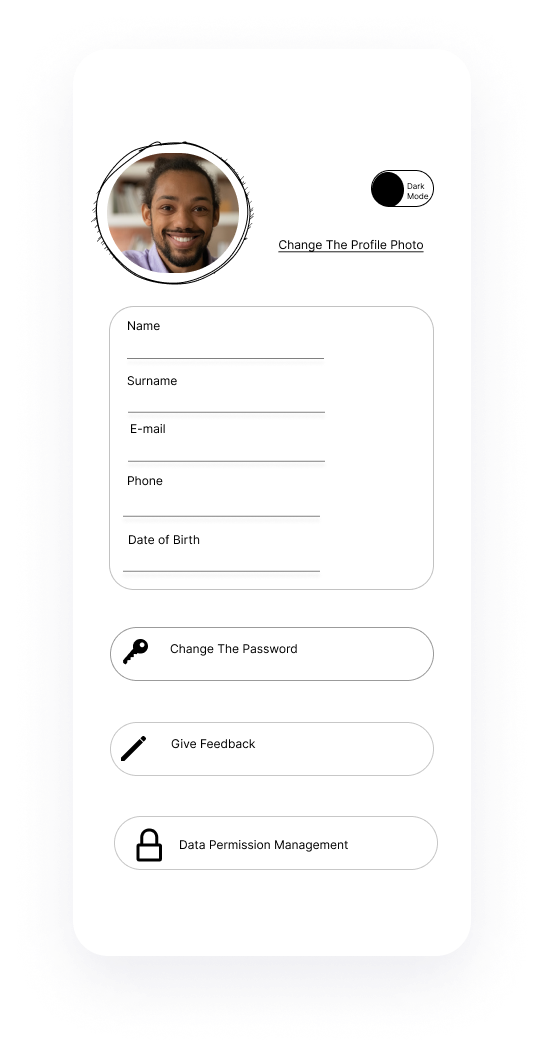 Dark
Mode
Change The Profile Photo
Name
Surname
E-mail
Phone
Date of Birth
Change The Password
Give Feedback
Data Permission Management